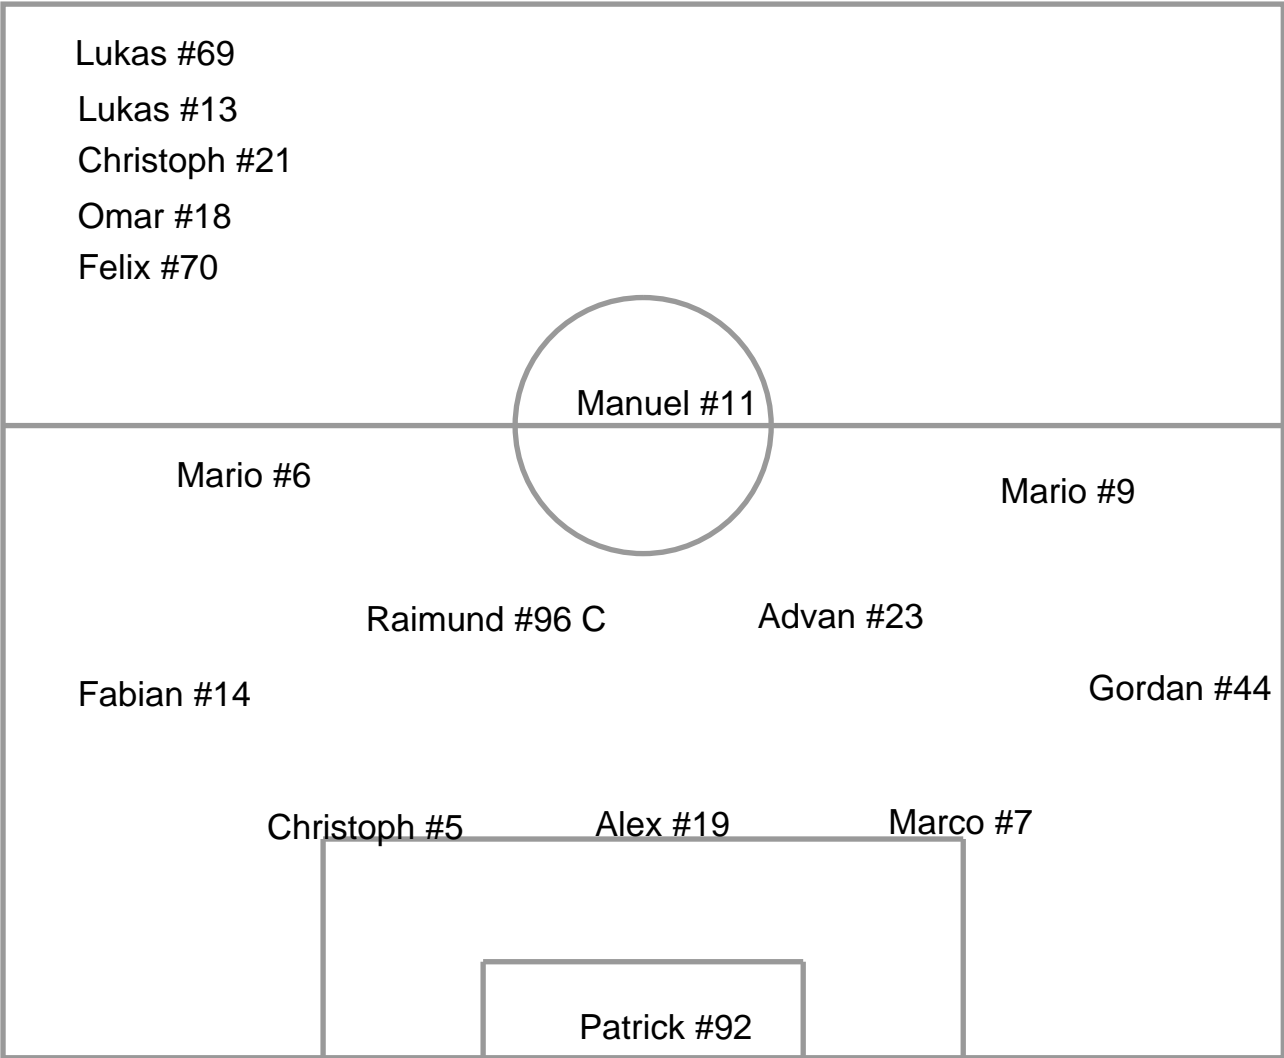 Lukas #69
Lukas #13
Christoph #21
Omar #18
Felix #70
Manuel #11
Mario #6
Mario #9
Raimund #96 C
Advan #23
Fabian #14
Gordan #44
Christoph #5
Alex #19
Marco #7
Patrick #92